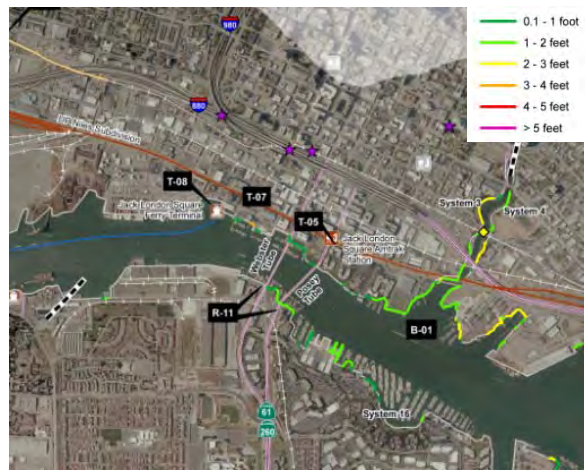 0.1 - 1 foot
1 - 2 feet
2 - 3 feet
3 - 4 feet
4 - 5 feet
> 5 feet
980
880
UP Niles Subdivision
T-08
T-07
T-05
System 3
System 4
Jack London
Square
Ferry Terminal
Jack London
Square Amtrak
Station
Webster
Tube
Posey
Tube
R-11
B-01
System 16
61
260